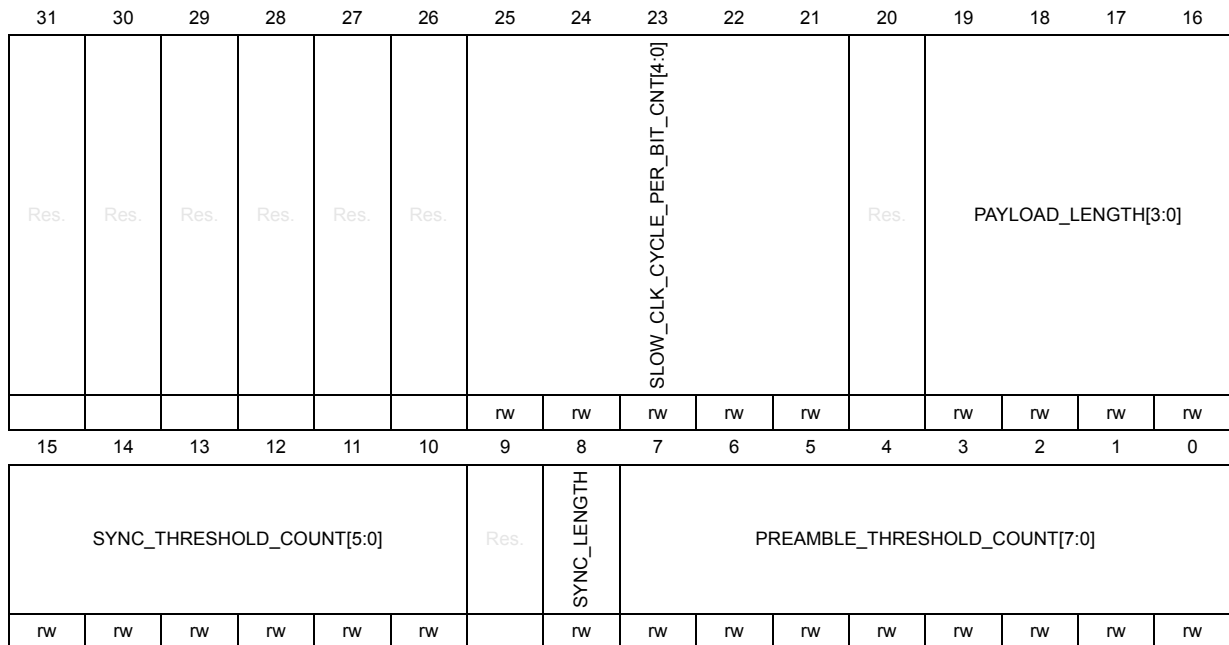 31 30 29 28 27 26 25 24 23 22 21 20 19 18 17 16
Res. Res. Res. Res. Res. Res. SLOW_CLK_CYCLE_PER_BIT_CNT[4:0] Res. PAYLOAD_LENGTH[3:0]
rw rw rw rw rw rw rw rw rw
15 14 13 12 11 10 9 8 7 6 5 4 3 2 1 0
SYNC_THRESHOLD_COUNT[5:0] Res. SYNC_LENGTH PREAMBLE_THRESHOLD_COUNT[7:0]
rw rw rw rw rw rw rw rw rw rw rw rw rw rw rw